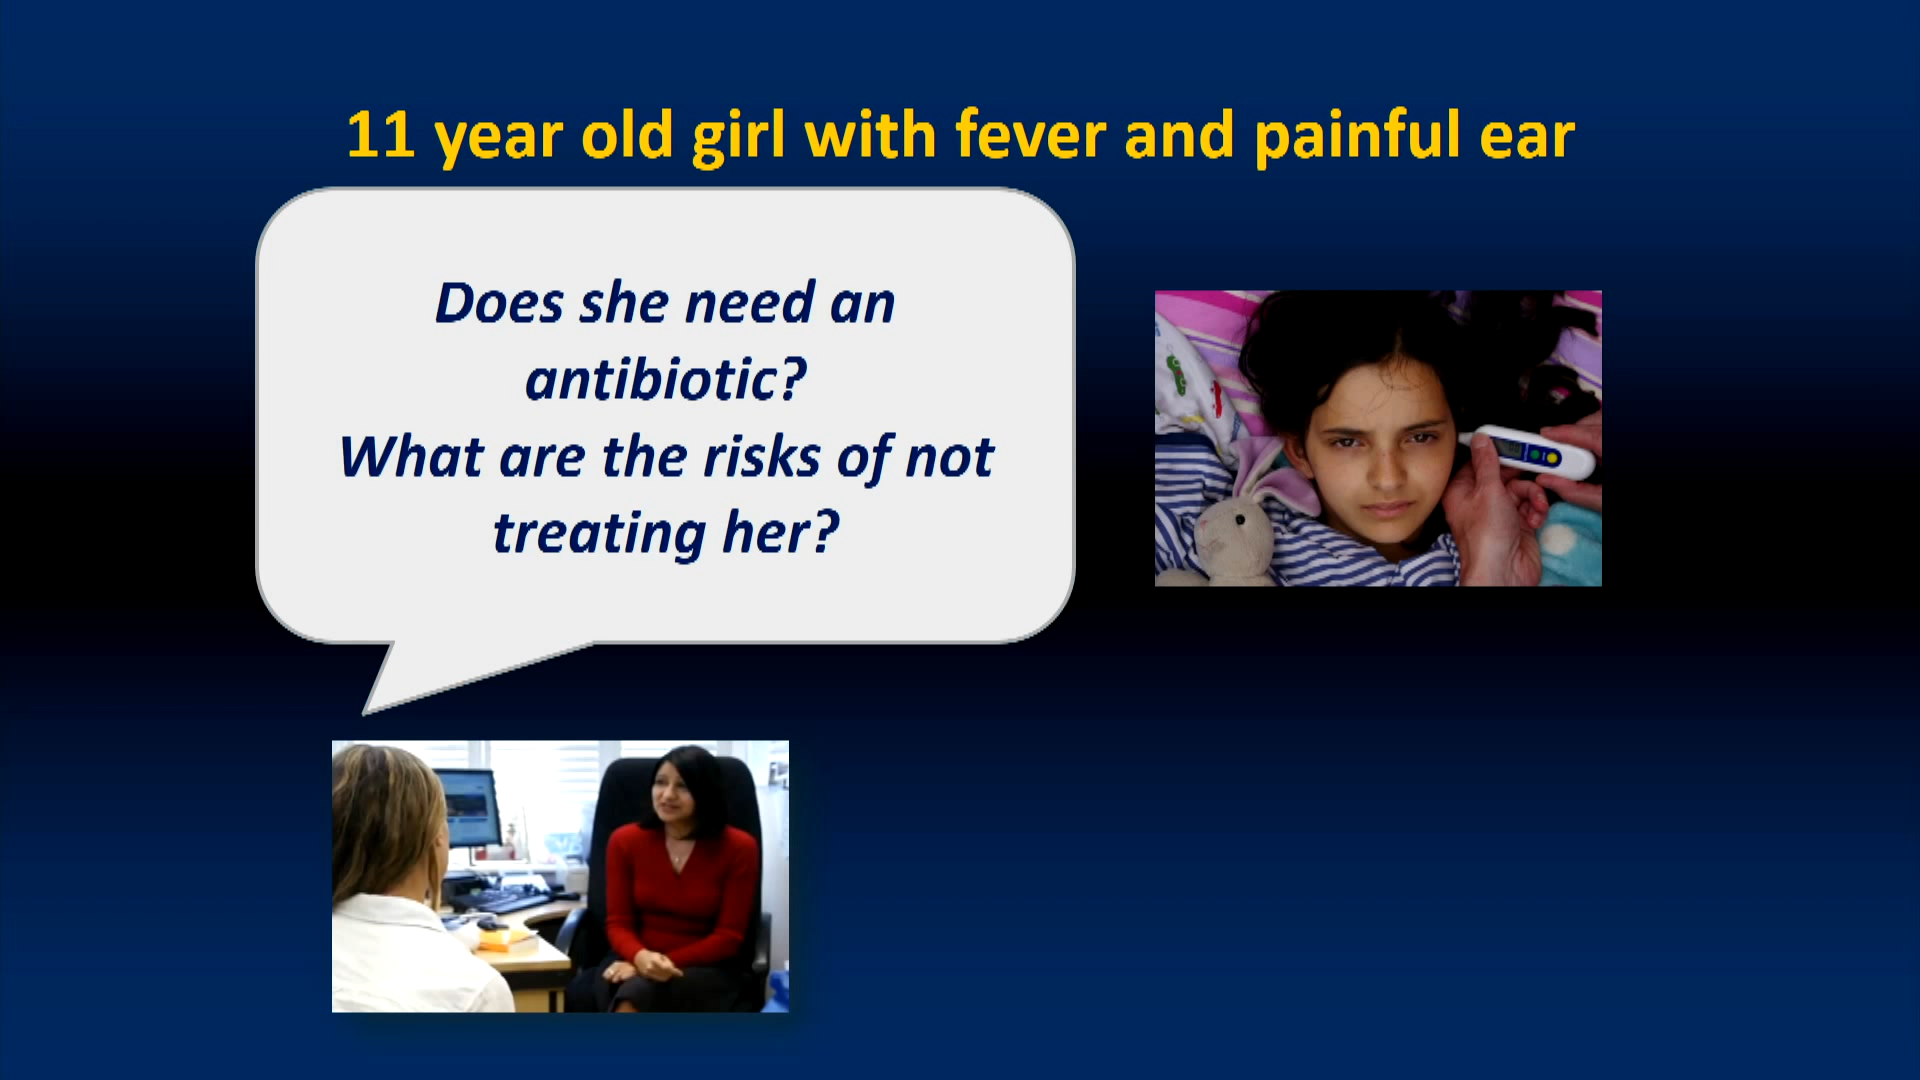 11 year old girl with fever and painful ear
Does she need an
antibiotic?
What are the risks of not
treating her?